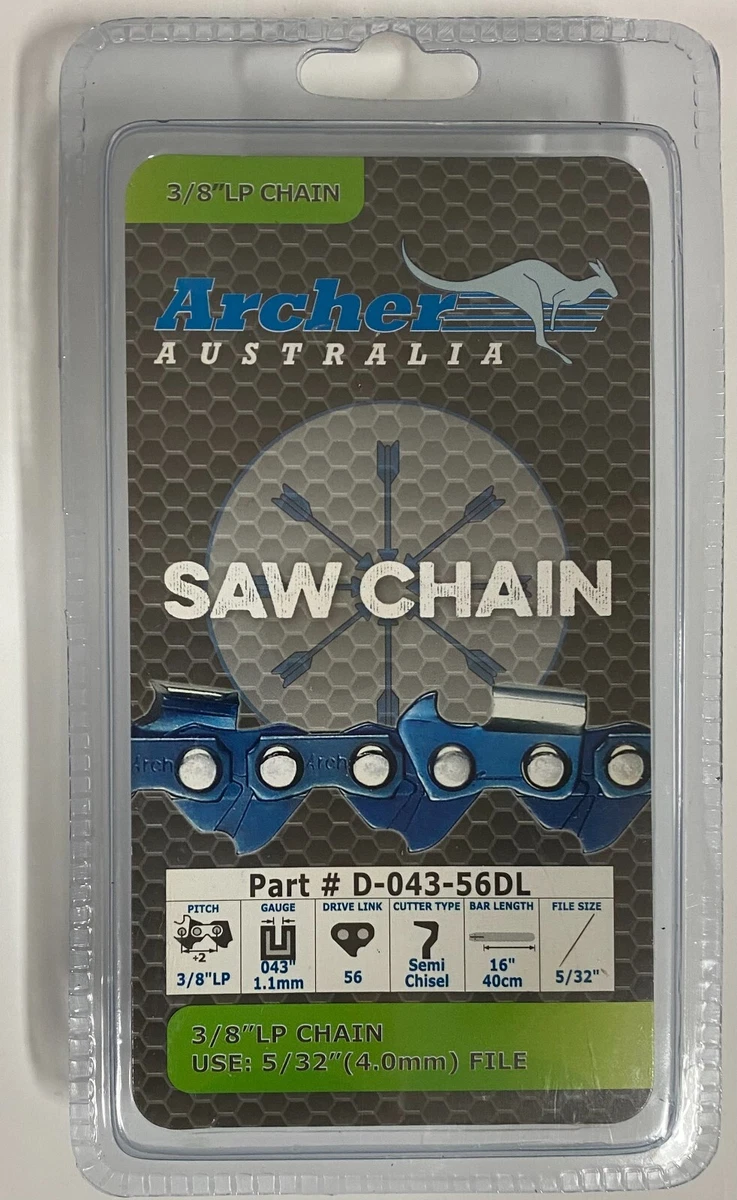 3/8"LP CHAIN
Archer
AUSTRALIA
SAW CHAIN
Arch Arch
Part # D-043-56DL
PITCH GAUGE DRIVE LINK CUTTER TYPE BAR LENGTH FILE SIZE
÷2
3/8"LP 043" 1.1mm 56 Semi Chisel 16" 40cm 5/32"
3/8"LP CHAIN
USE: 5/32"(4.0mm) FILE